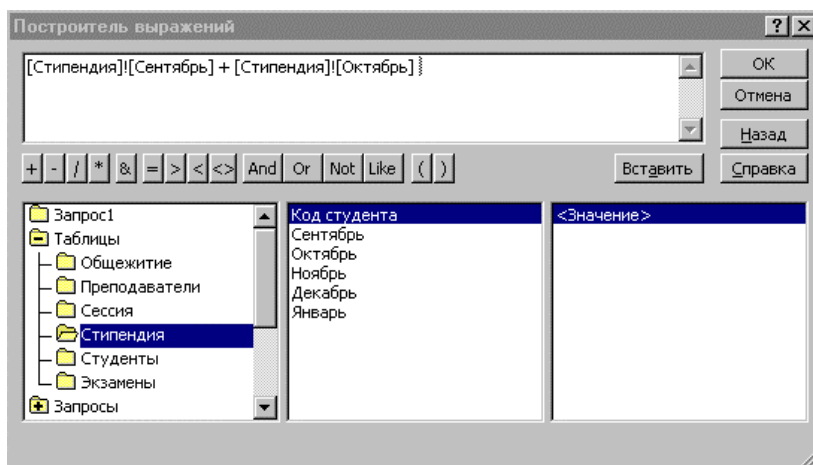 Построитель выражений
[Стипендия]![Сентябрь] + [Стипендия]![Октябрь]
ОК
Отмена
Назад
+ - / * & = > < <> And Or Not Like ( ) Вставить Справка
Запрос1
Таблицы
Общежитие
Преподаватели
Сессия
Стипендия
Студенты
Экзамены
Запросы
Код студента
Сентябрь
Октябрь
Ноябрь
Декабрь
Январь
<Значение>